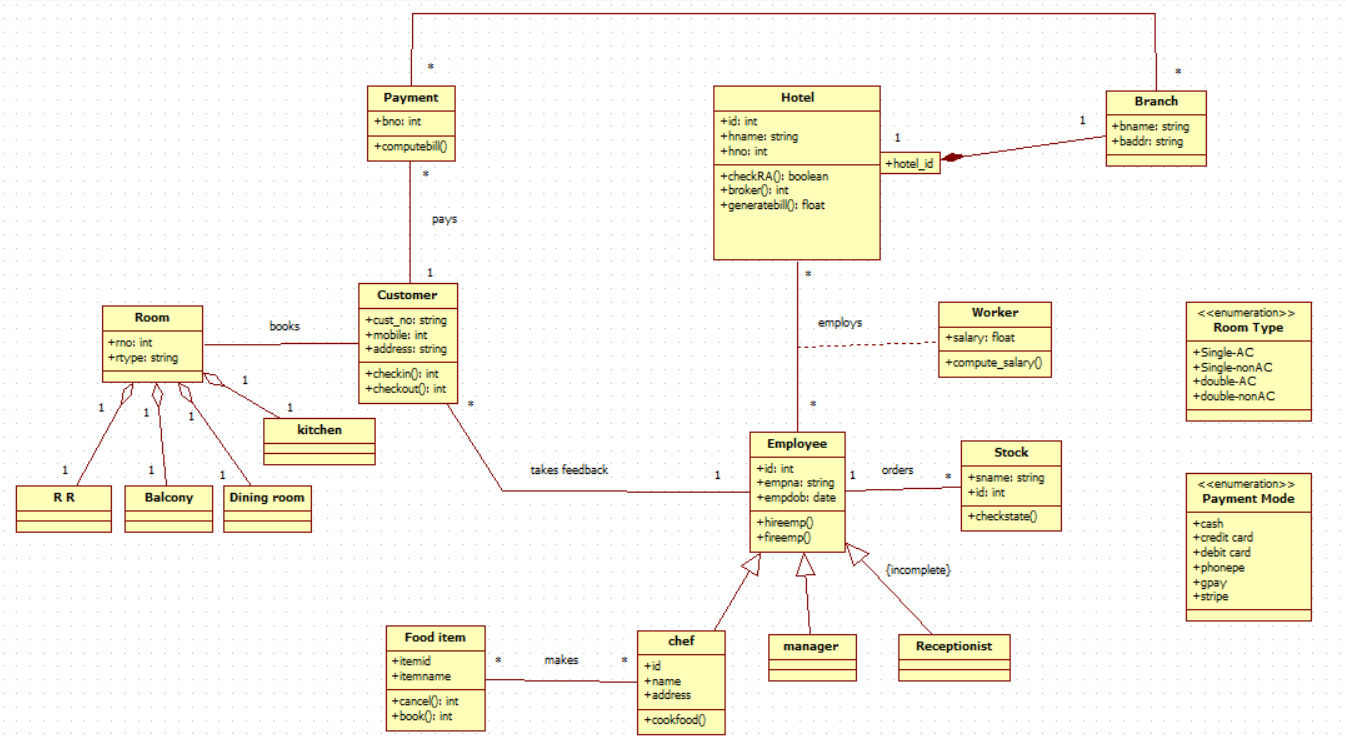 *
*
Payment
+bno: int
+computebill()
*
pays
1
Hotel
+id: int
+hname: string
+hno: int
+checkRA(): boolean
+broker(): int
+generatebill(): float
1
+hotel_id
1
Branch
+bname: string
+baddr: string
*
employs
*
Worker
+salary: float
+compute_salary()
<<enumeration>>
Room Type
+Single-AC
+Single-nonAC
+double-AC
+double-nonAC
Customer
+cust_no: string
+mobile: int
+address: string
+checkin(): int
+checkout(): int
books
Room
+rno: int
+rtype: string
1
1
1
1
1
kitchen
1
1
1
R R
Balcony
Dining room
*
takes feedback
1
Employee
+id: int
+empna: string
+empdob: date
+hireemp()
+fireemp()
1
orders
*
Stock
+sname: string
+id: int
+checkstate()
<<enumeration>>
Payment Mode
+cash
+credit card
+debit card
+phonepe
+gpay
+stripe
{incomplete}
Food item
+itemid
+itemname
+cancel(): int
+book(): int
*
makes
*
chef
+id
+name
+address
+cookfood()
manager
Receptionist